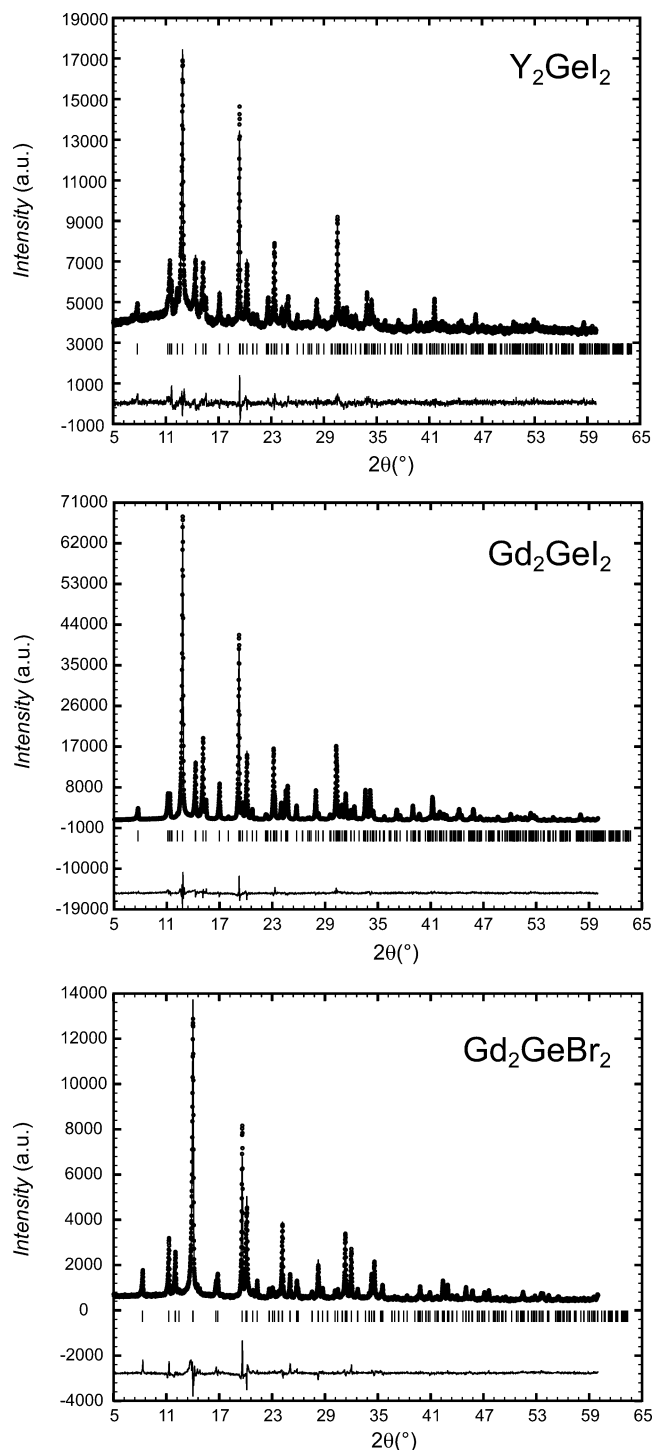 19000
Y₂GeI₂
17000
15000
13000
11000
9000
7000
5000
3000
1000
-1000
Intensity (a.u.)
5 11 17 23 29 35 41 47 53 59 65
2θ(°)
71000
Gd₂GeI₂
62000
53000
44000
35000
26000
17000
8000
-1000
-10000
-19000
Intensity (a.u.)
5 11 17 23 29 35 41 47 53 59 65
2θ(°)
14000
Gd₂GeBr₂
12000
10000
8000
6000
4000
2000
0
-2000
-4000
Intensity (a.u.)
5 11 17 23 29 35 41 47 53 59 65
2θ(°)